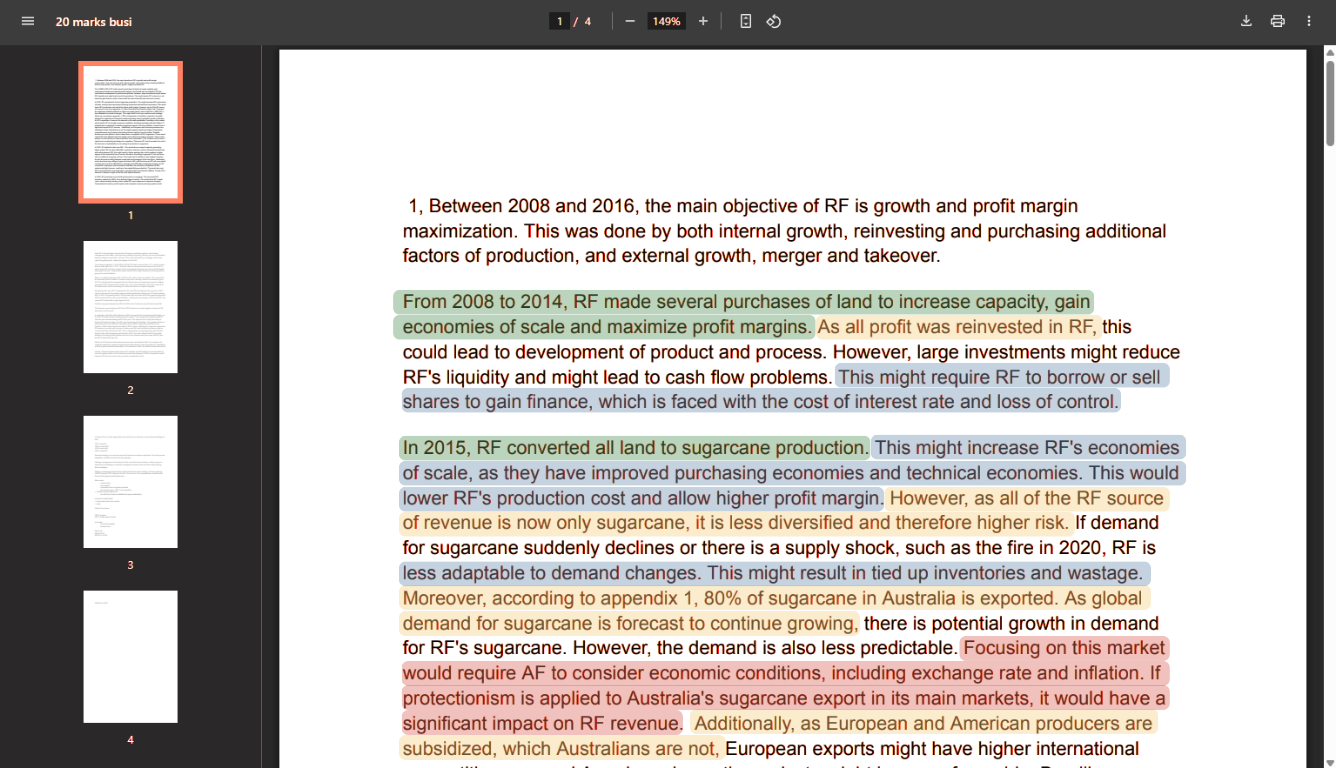 20 marks busi
1 / 4
149%
1
2
3
4
1, Between 2008 and 2016, the main objective of RF is growth and profit margin
maximization. This was done by both internal growth, reinvesting and purchasing additional
factors of production, and external growth, merger and takeover.
From 2008 to 2014, RF made several purchases of land to increase capacity, gain
economies of scale and maximize profit margins. As all profit was reinvested in RF, this
could lead to development of product and process. However, large investments might reduce
RF's liquidity and might lead to cash flow problems. This might require RF to borrow or sell
shares to gain finance, which is faced with the cost of interest rate and loss of control.
In 2015, RF converted all land to sugarcane production. This might increase RF's economies
of scale, as they have improved purchasing economies and technical economies. This would
lower RF's production cost and allow higher profit margin. However, as all of the RF source
of revenue is now only sugarcane, it is less diversified and therefore higher risk. If demand
for sugarcane suddenly declines or there is a supply shock, such as the fire in 2020, RF is
less adaptable to demand changes. This might result in tied up inventories and wastage.
Moreover, according to appendix 1, 80% of sugarcane in Australia is exported. As global
demand for sugarcane is forecast to continue growing, there is potential growth in demand
for RF's sugarcane. However, the demand is also less predictable. Focusing on this market
would require AF to consider economic conditions, including exchange rate and inflation. If
protectionism is applied to Australia's sugarcane export in its main markets, it would have a
significant impact on RF revenue. Additionally, as European and American producers are
subsidized, which Australians are not, European exports might have higher international